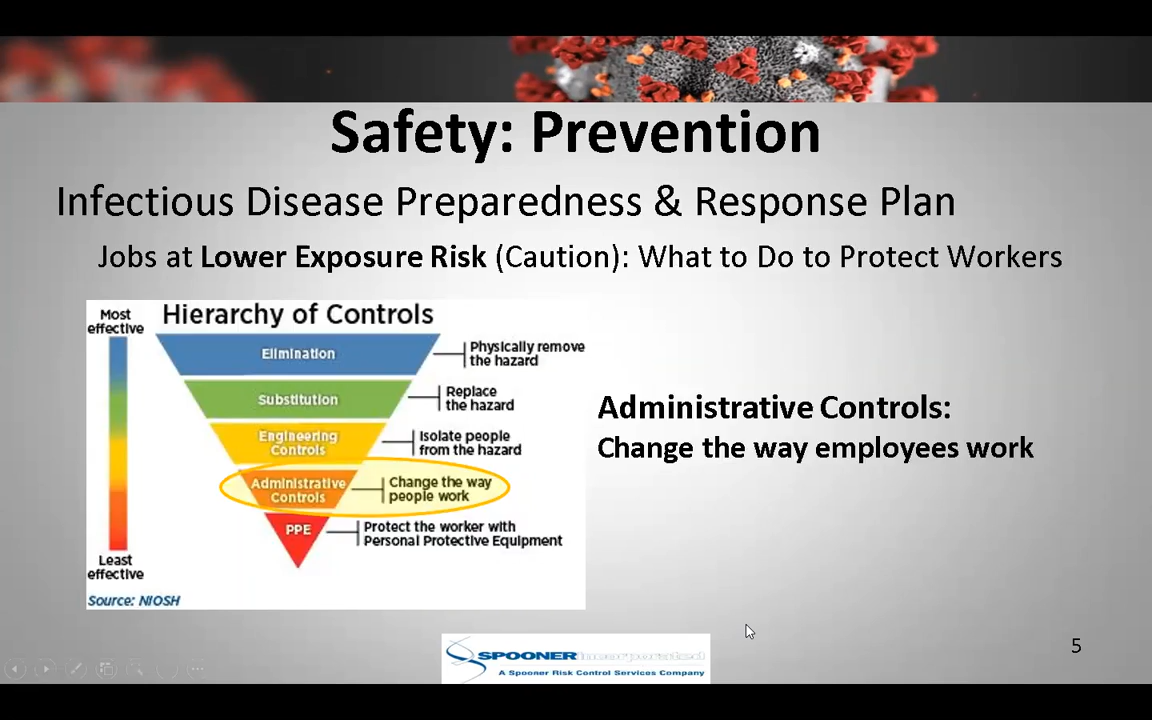 Safety: Prevention
Infectious Disease Preparedness & Response Plan
Jobs at Lower Exposure Risk (Caution): What to Do to Protect Workers
Hierarchy of Controls
Most
effective
Elimination
Physically remove
the hazard
Substitution
Replace
the hazard
Engineering
Controls
Isolate people
from the hazard
Administrative
Controls
Change the way
people work
PPE
Protect the worker with
Personal Protective Equipment
Least
effective
Source: NIOSH
Administrative Controls:
Change the way employees work
SPOONER incorporated
A Spooner Risk Control Services Company
5